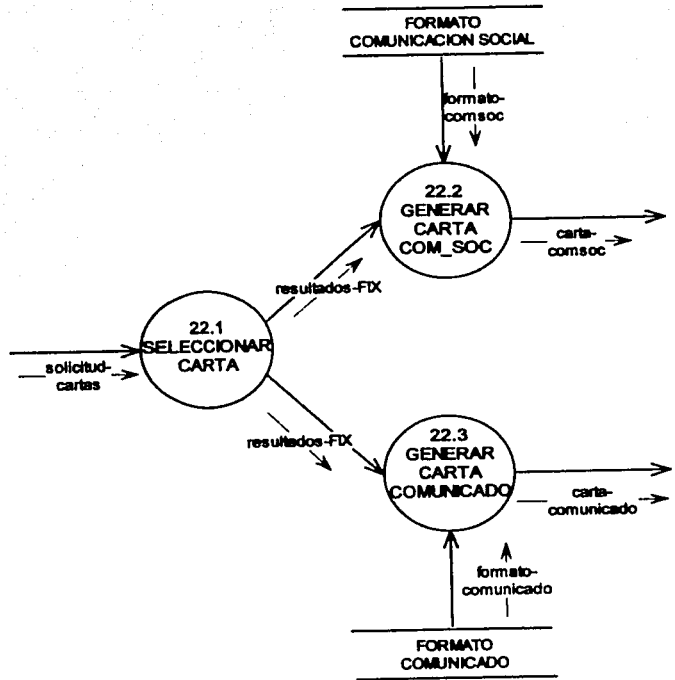 FORMATO
COMUNICACION SOCIAL
formato-
comsoc
22.2
GENERAR
CARTA
COM_SOC
carta-
comsoc
resultados-FIX
22.1
SELECCIONAR
CARTA
solicitud-
cartas
resultados-FIX
22.3
GENERAR
CARTA
COMUNICADO
carta-
comunicado
formato-
comunicado
FORMATO
COMUNICADO